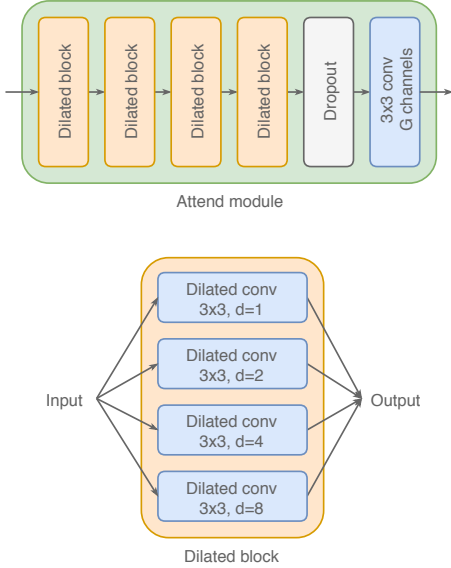 Dilated block
Dilated block
Dilated block
Dilated block
Dropout
3x3 conv
G channels
Attend module
Dilated conv
3x3, d=1
Dilated conv
3x3, d=2
Input
Output
Dilated conv
3x3, d=4
Dilated conv
3x3, d=8
Dilated block